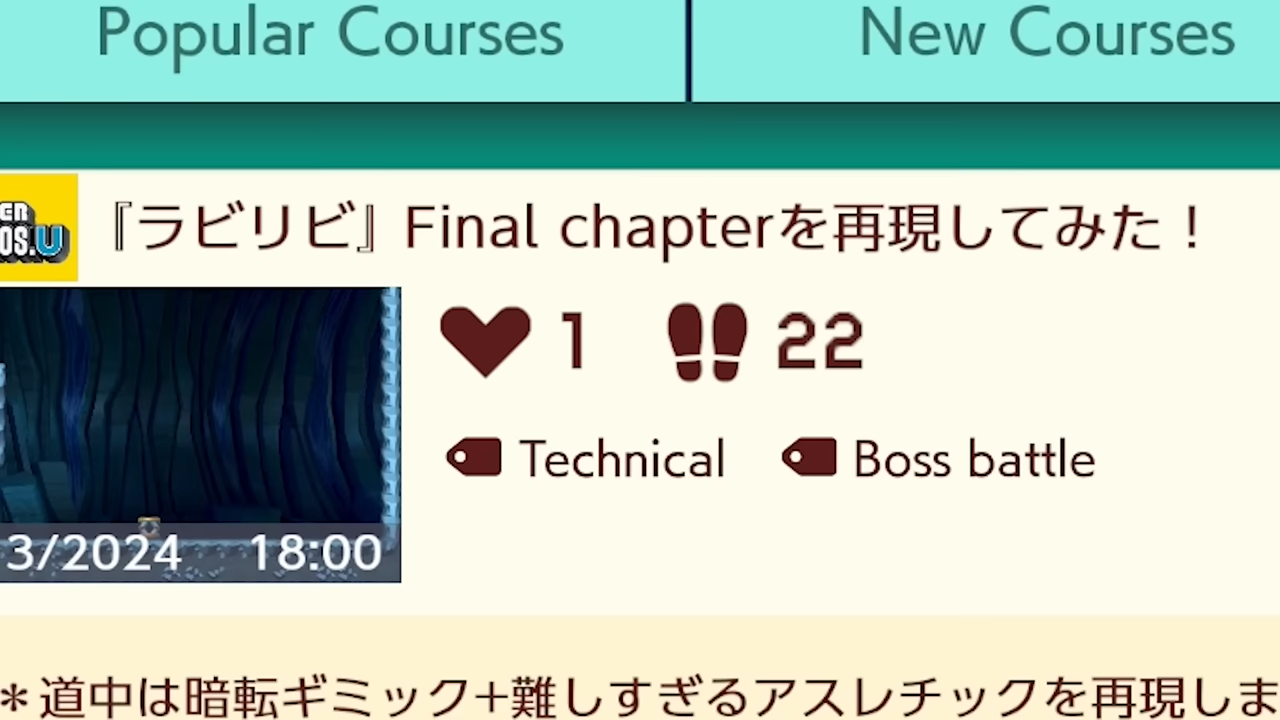 Popular Courses
New Courses
『ラビリビ』Final chapterを再現してみた！
ER
OS.U
1
22
Technical
Boss battle
3/2024 18:00
＊道中は暗転ギミック+難しすぎるアスレチックを再現しま